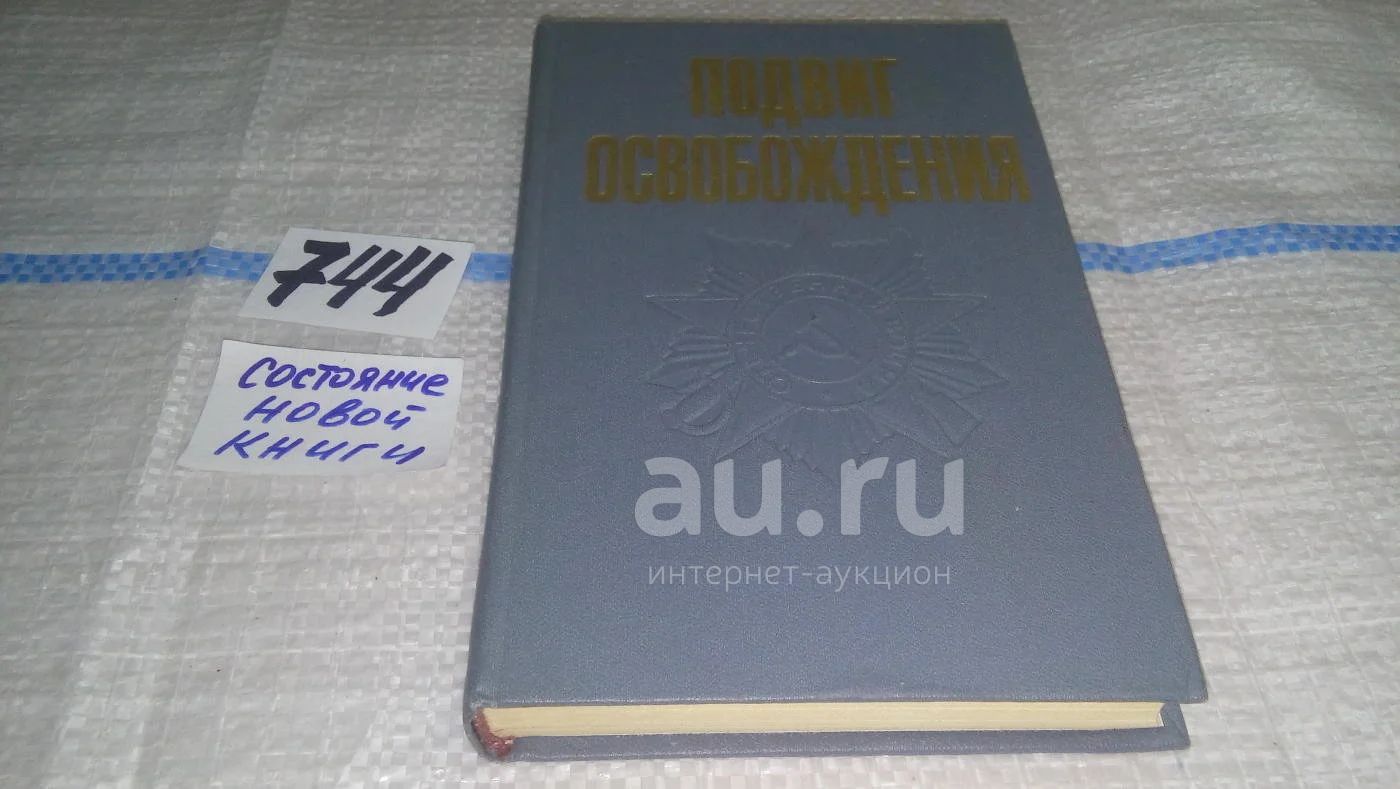 ПОДВИГ
ОСВОБОЖДЕНИЯ
744
Состояние
новой
книги
au.ru
интернет-аукцион